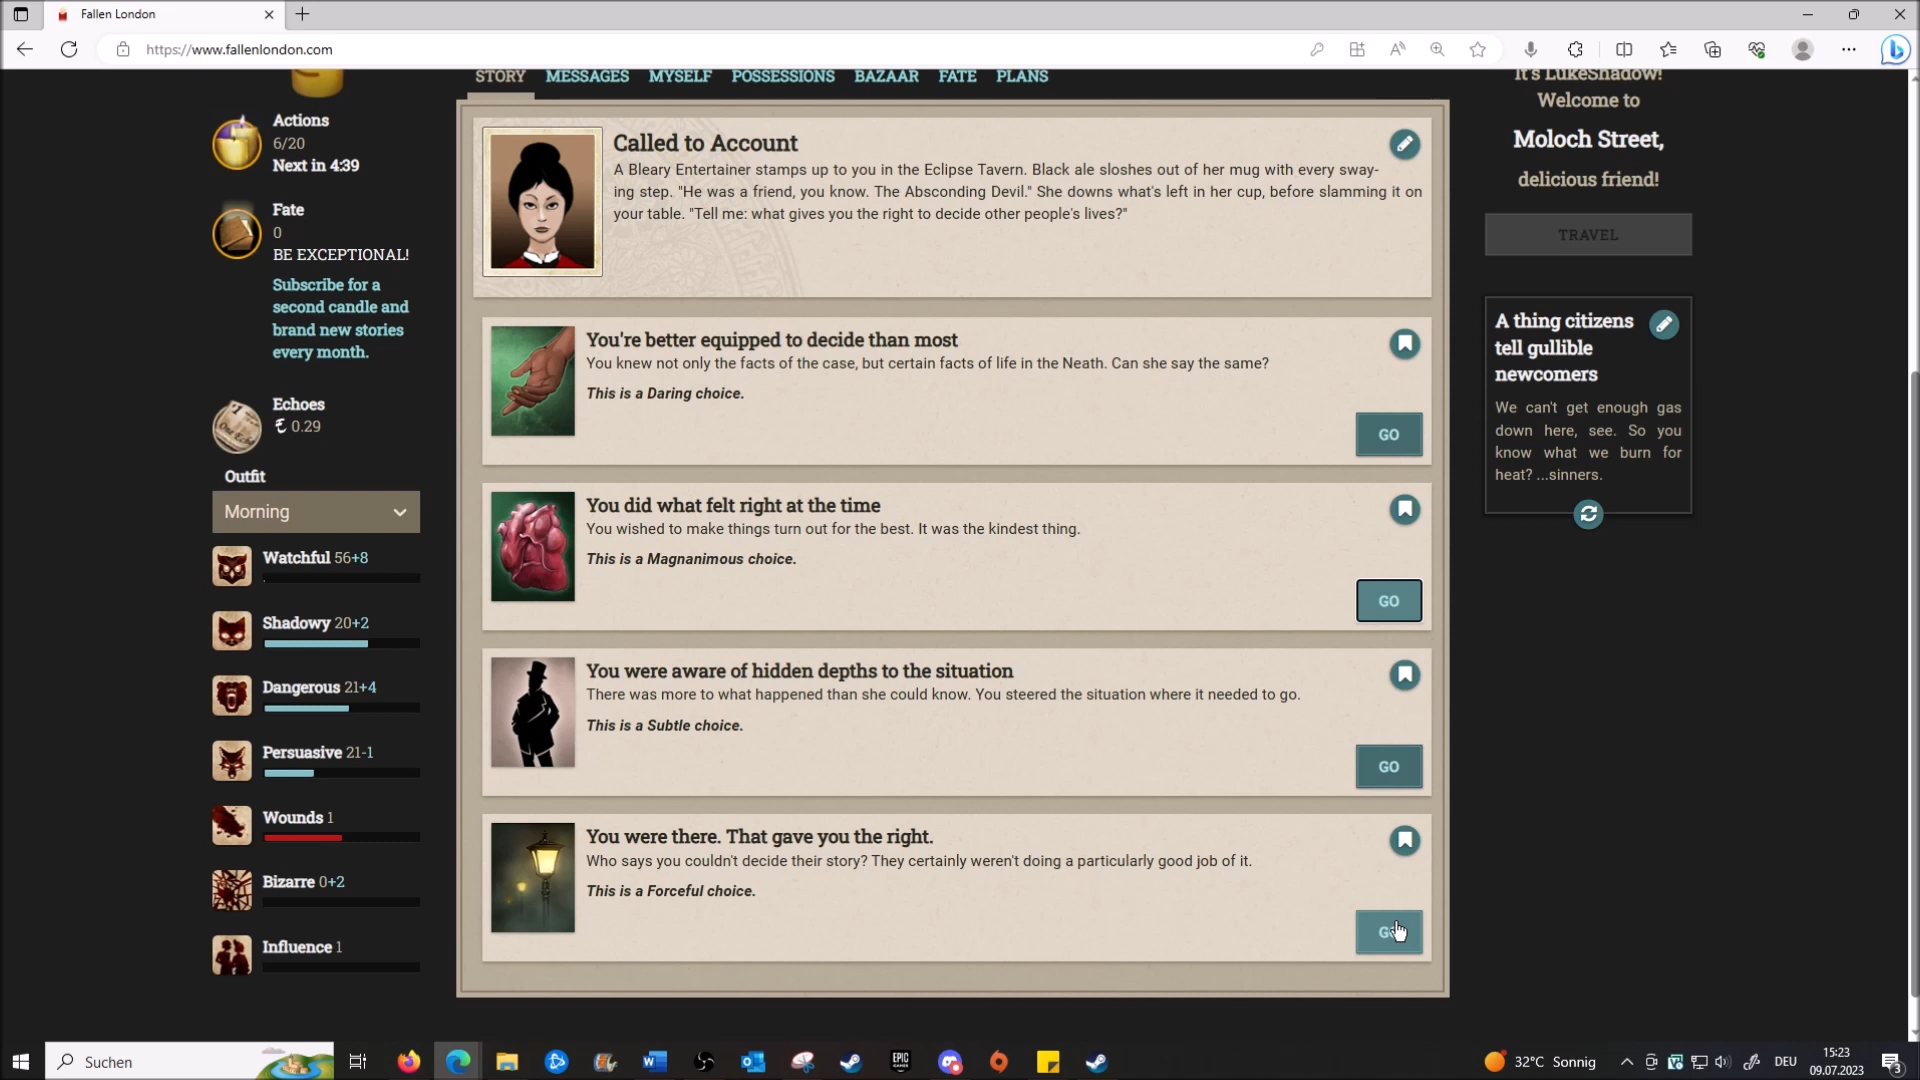 Fallen London
https://www.fallenlondon.com
STORY MESSAGES MYSELF POSSESSIONS BAZAAR FATE PLANS
Actions
6/20
Next in 4:39
Fate
0
BE EXCEPTIONAL!
Subscribe for a
second candle and
brand new stories
every month.
Echoes
0.29
Outfit
Morning
Watchful 56+8
Shadowy 20+2
Dangerous 21+4
Persuasive 21-1
Wounds 1
Bizarre 0+2
Influence 1
Called to Account
A Bleary Entertainer stamps up to you in the Eclipse Tavern. Black ale sloshes out of her mug with every sway-
ing step. "He was a friend, you know. The Absconding Devil." She downs what's left in her cup, before slamming it on
your table. "Tell me: what gives you the right to decide other people's lives?"
You're better equipped to decide than most
You knew not only the facts of the case, but certain facts of life in the Neath. Can she say the same?
This is a Daring choice.
GO
You did what felt right at the time
You wished to make things turn out for the best. It was the kindest thing.
This is a Magnanimous choice.
GO
You were aware of hidden depths to the situation
There was more to what happened than she could know. You steered the situation where it needed to go.
This is a Subtle choice.
GO
You were there. That gave you the right.
Who says you couldn't decide their story? They certainly weren't doing a particularly good job of it.
This is a Forceful choice.
GO
It's LukeShadow!
Welcome to
Moloch Street,
delicious friend!
TRAVEL
A thing citizens
tell gullible
newcomers
We can't get enough gas
down here, see. So you
know what we burn for
heat? ...sinners.
Suchen
EPIC
GAMES
32°C Sonnig
DEU
15:23
09.07.2023
3